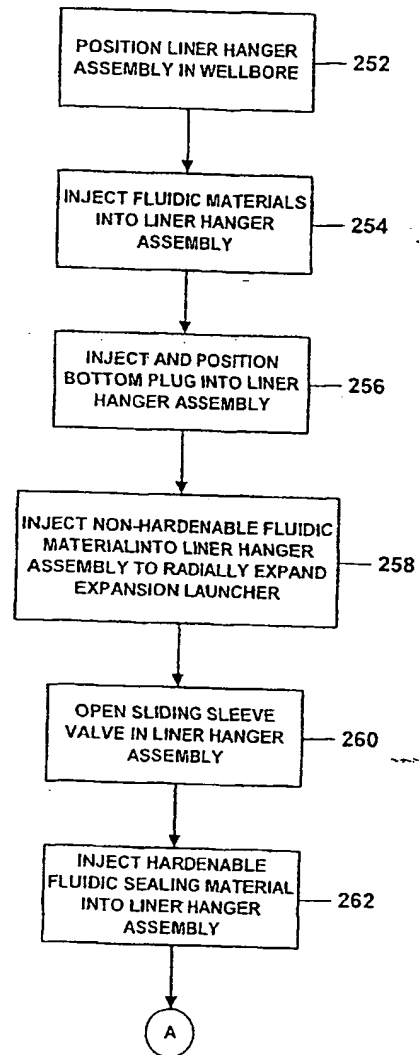 POSITION LINER HANGER
ASSEMBLY IN WELLBORE
252
INJECT FLUIDIC MATERIALS
INTO LINER HANGER
ASSEMBLY
254
INJECT AND POSITION
BOTTOM PLUG INTO LINER
HANGER ASSEMBLY
256
INJECT NON-HARDENABLE FLUIDIC
MATERIALINTO LINER HANGER
ASSEMBLY TO RADIALLY EXPAND
EXPANSION LAUNCHER
258
OPEN SLIDING SLEEVE
VALVE IN LINER HANGER
ASSEMBLY
260
INJECT HARDENABLE
FLUIDIC SEALING MATERIAL
INTO LINER HANGER
ASSEMBLY
262
A